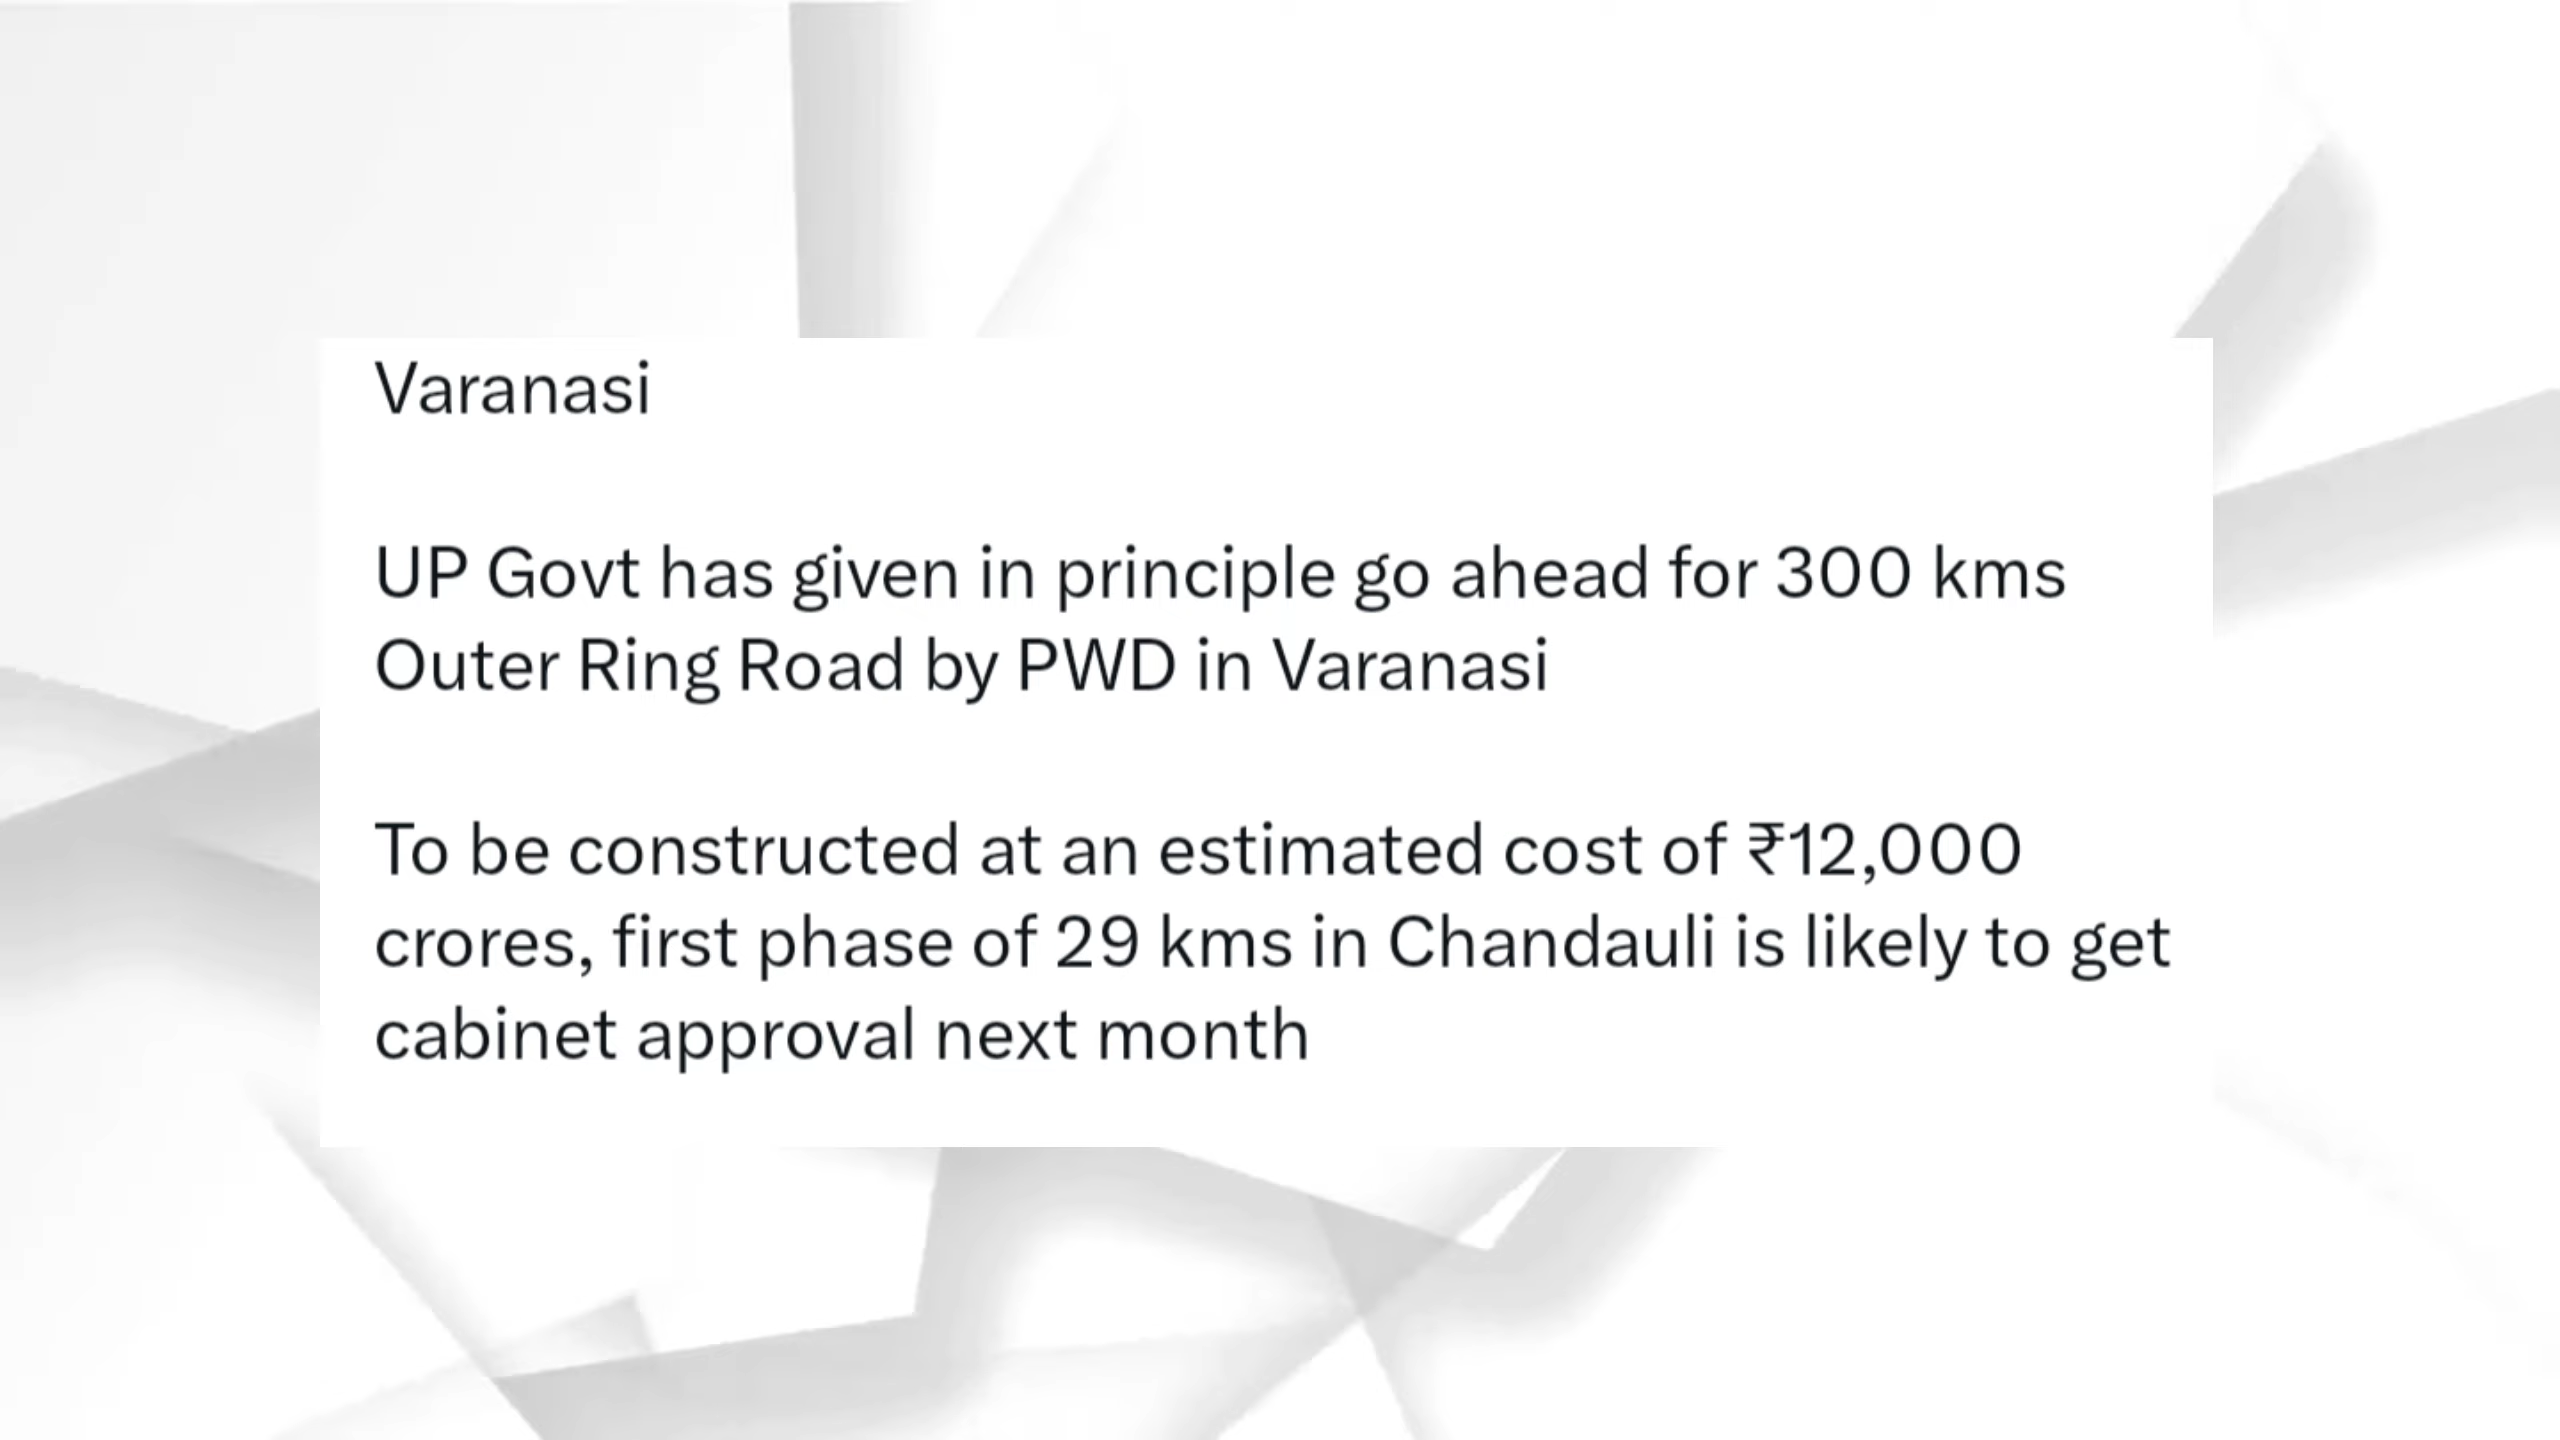 Varanasi
UP Govt has given in principle go ahead for 300 kms
Outer Ring Road by PWD in Varanasi
To be constructed at an estimated cost of ₹12,000
crores, first phase of 29 kms in Chandauli is likely to get
cabinet approval next month